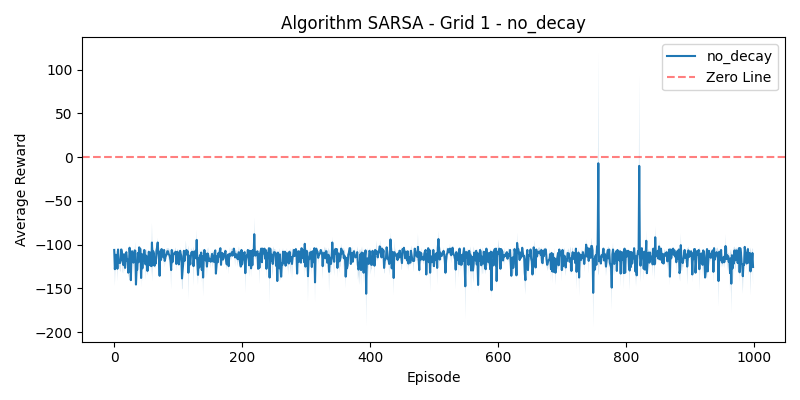 Algorithm SARSA - Grid 1 - no_decay
Average Reward
100
50
0
−50
−100
−150
−200
no_decay
Zero Line
0
200
400
600
800
1000
Episode